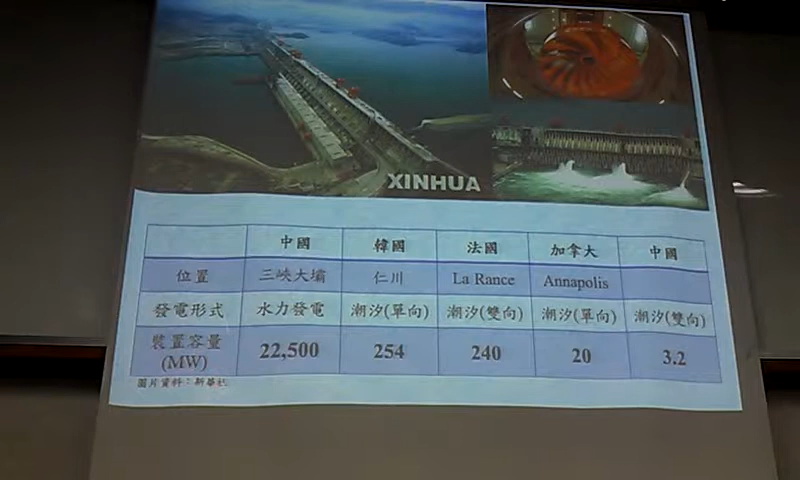 XINHUA
中國 韓國 法國 加拿大 中國
位置 三峽大壩 仁川 La Rance Annapolis
發電形式 水力發電 潮汐(單向) 潮汐(雙向) 潮汐(單向) 潮汐(雙向)
裝置容量
(MW) 22,500 254 240 20 3.2
圖片資料：新華社